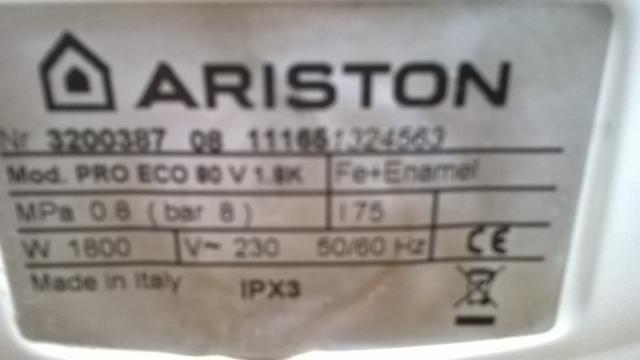 ARISTON
Nr 3200387 08 111651324563
Mod. PRO ECO 80 V 1.8K Fe+Enamel
MPa 0.8 (bar 8) l 75
W 1800 V~ 230 50/60 Hz CE
Made in Italy IPX3